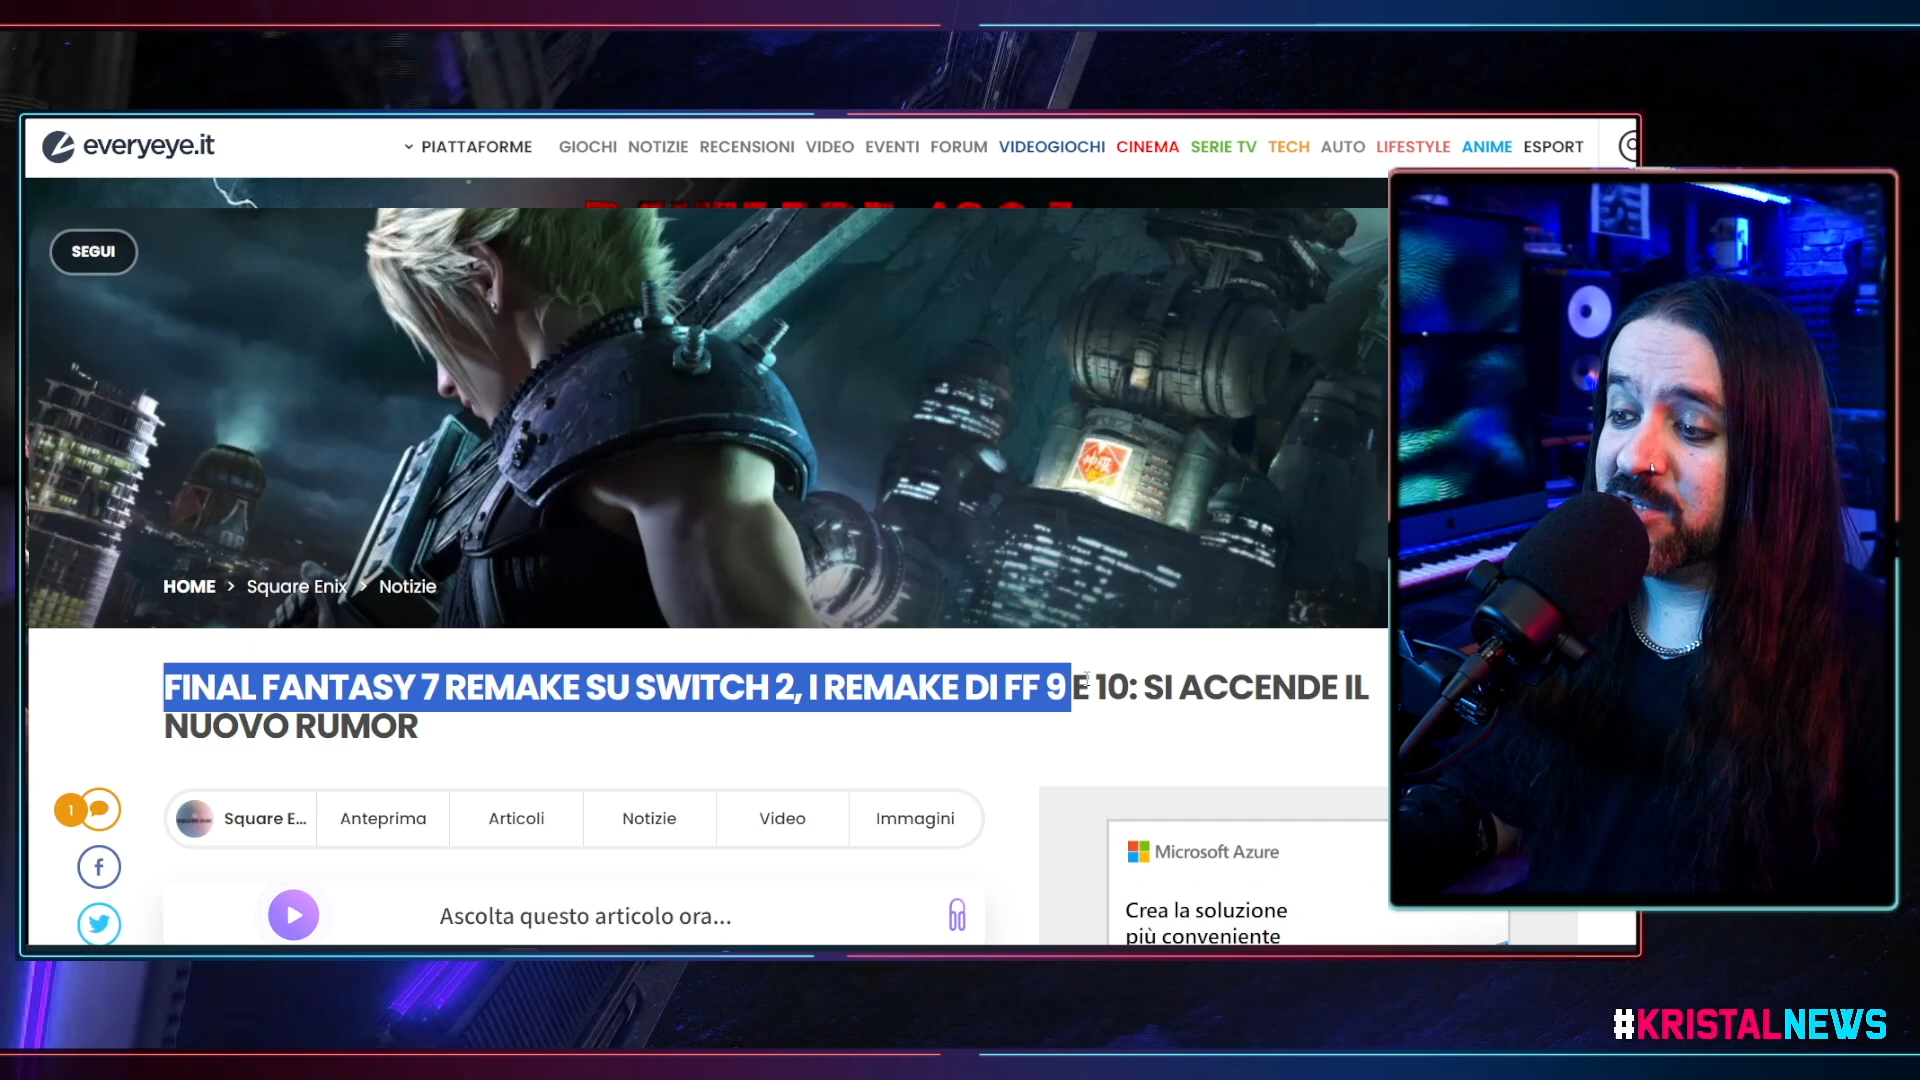 everyeye.it
PIATTAFORME GIOCHI NOTIZIE RECENSIONI VIDEO EVENTI FORUM VIDEOGIOCHI CINEMA SERIE TV TECH AUTO LIFESTYLE ANIME ESPORT
SEGUI
HOME > Square Enix > Notizie
FINAL FANTASY 7 REMAKE SU SWITCH 2, I REMAKE DI FF 9 E 10: SI ACCENDE IL
NUOVO RUMOR
1
Square E... Anteprima Articoli Notizie Video Immagini
Ascolta questo articolo ora...
Microsoft Azure
Crea la soluzione
più conveniente
#KRISTALNEWS